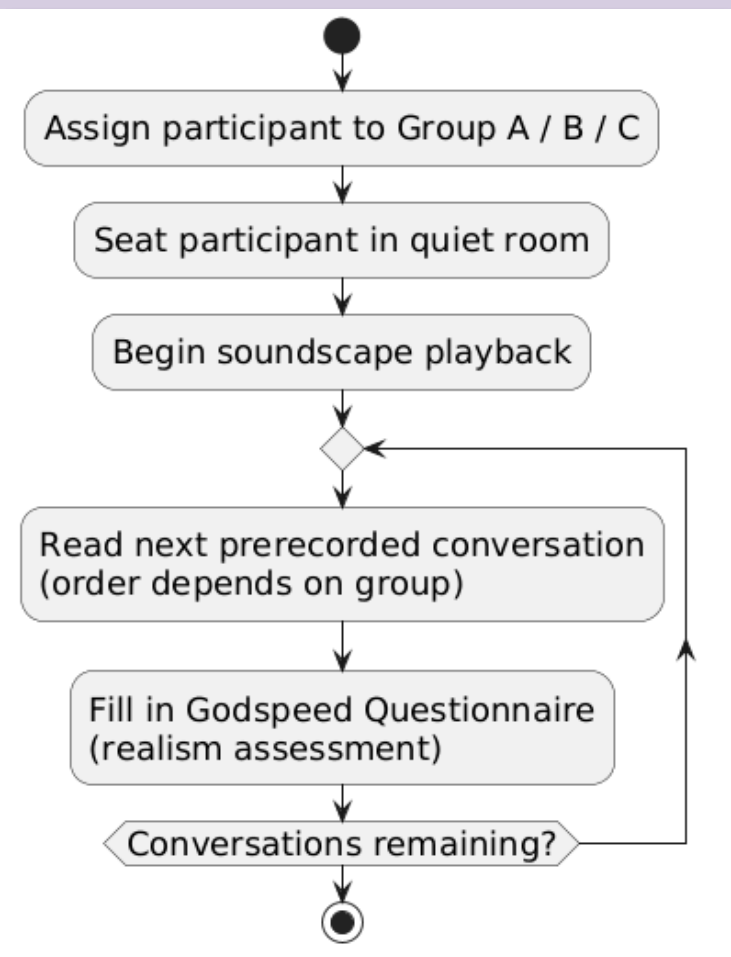 Assign participant to Group A / B / C
Seat participant in quiet room
Begin soundscape playback
Read next prerecorded conversation
(order depends on group)
Fill in Godspeed Questionnaire
(realism assessment)
Conversations remaining?